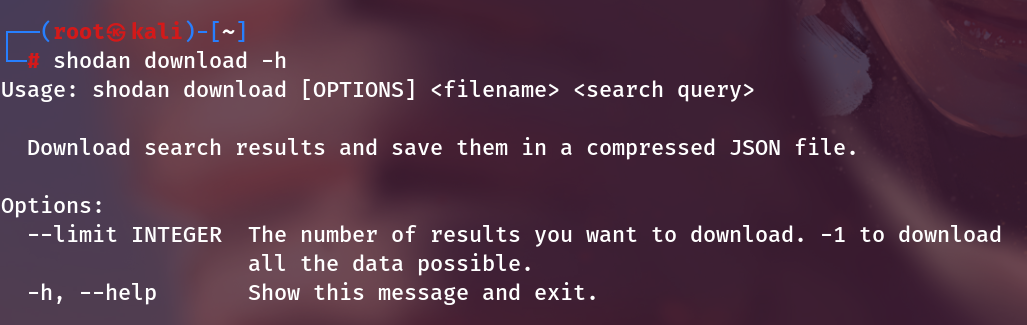 ┌──(root㉿kali)-[~]
└─# shodan download -h
Usage: shodan download [OPTIONS] <filename> <search query>
Download search results and save them in a compressed JSON file.
Options:
--limit INTEGER  The number of results you want to download. -1 to download
all the data possible.
-h, --help       Show this message and exit.